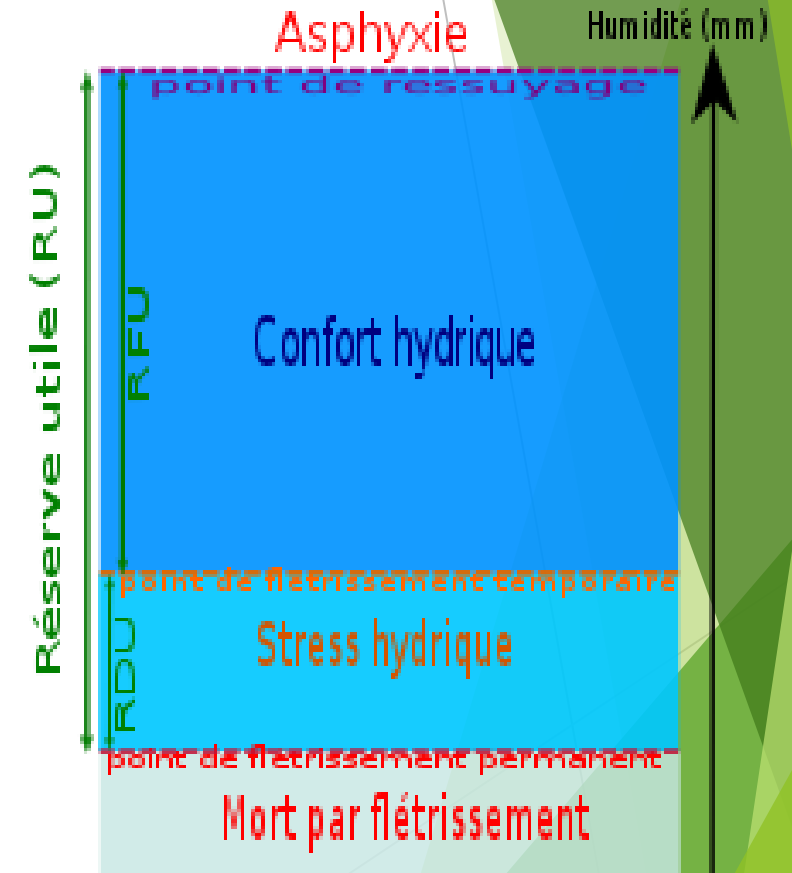 Asphyxie
Humidité (mm)
point de ressuyage
Réserve utile (RU)
RFU
Confort hydrique
point de flétrissement temporaire
RDU
Stress hydrique
point de flétrissement permanent
Mort par flétrissement